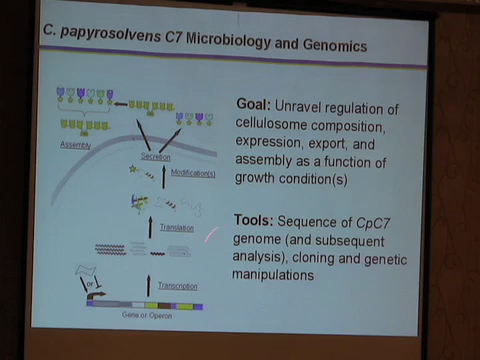 C. papyrosolvens C7 Microbiology and Genomics
Goal: Unravel regulation of
cellulosome composition,
expression, export, and
assembly as a function of
growth condition(s)
Tools: Sequence of CpC7
genome (and subsequent
analysis), cloning and genetic
manipulations
Assembly
Secretion
Modification(s)
Translation
Transcription
or
Gene or Operon